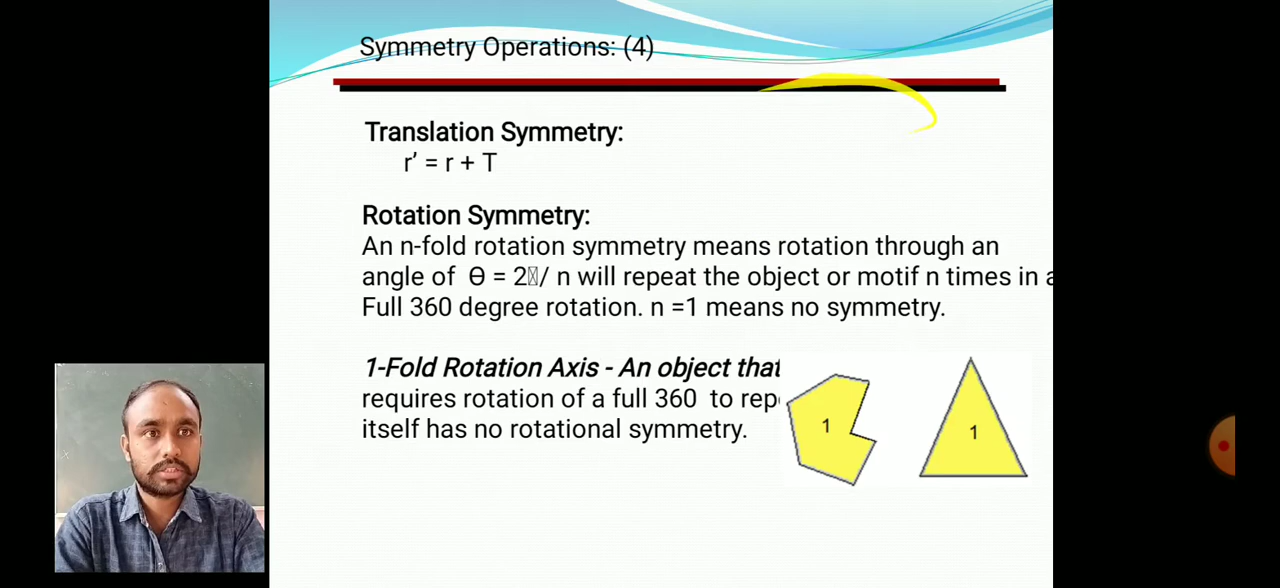 Symmetry Operations: (4)
Translation Symmetry:
r’ = r + T
Rotation Symmetry:
An n-fold rotation symmetry means rotation through an
angle of ϴ = 2 / n will repeat the object or motif n times in a
Full 360 degree rotation. n =1 means no symmetry.
1-Fold Rotation Axis - An object that
requires rotation of a full 360 to rep
itself has no rotational symmetry.
1
1